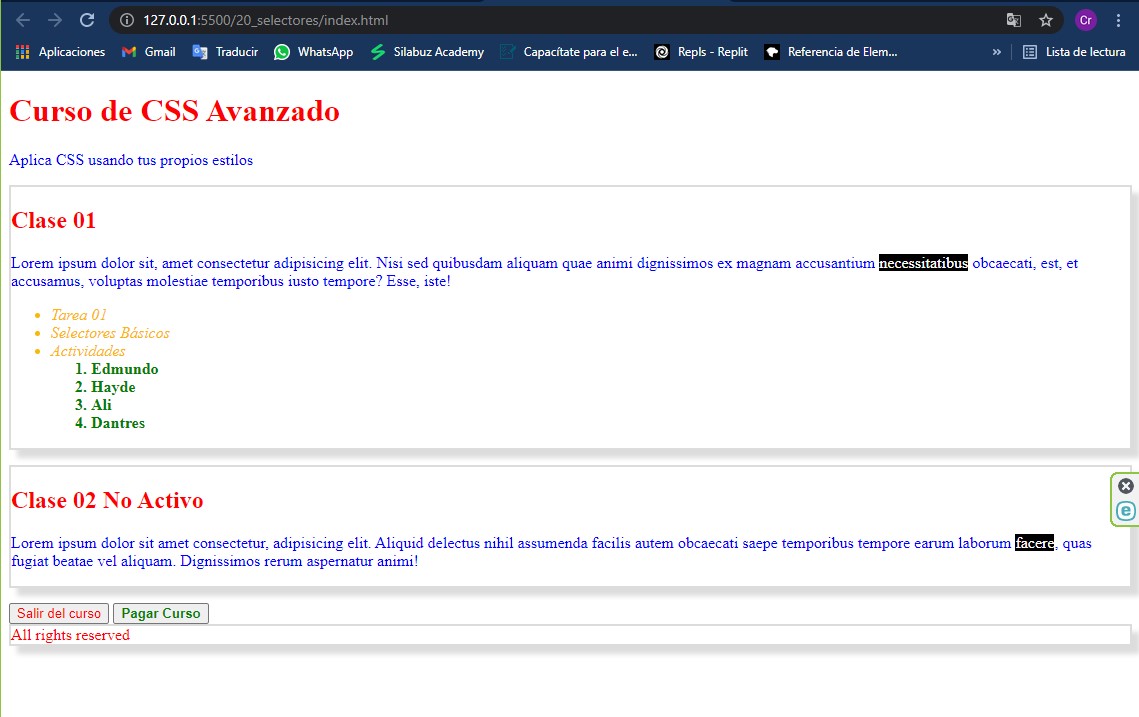 127.0.0.1:5500/20_selectores/index.html
Cr
Aplicaciones Gmail Traducir WhatsApp Silabuz Academy Capacítate para el e... Repls - Replit Referencia de Elem... » Lista de lectura
Curso de CSS Avanzado
Aplica CSS usando tus propios estilos
Clase 01
Lorem ipsum dolor sit, amet consectetur adipisicing elit. Nisi sed quibusdam aliquam quae animi dignissimos ex magnam accusantium necessitatibus obcaecati, est, et
accusamus, voluptas molestiae temporibus iusto tempore? Esse, iste!
• Tarea 01
• Selectores Básicos
• Actividades
1. Edmundo
2. Hayde
3. Ali
4. Dantres
Clase 02 No Activo
Lorem ipsum dolor sit amet consectetur, adipisicing elit. Aliquid delectus nihil assumenda facilis autem obcaecati saepe temporibus tempore earum laborum facere, quas
fugiat beatae vel aliquam. Dignissimos rerum aspernatur animi!
Salir del curso Pagar Curso
All rights reserved